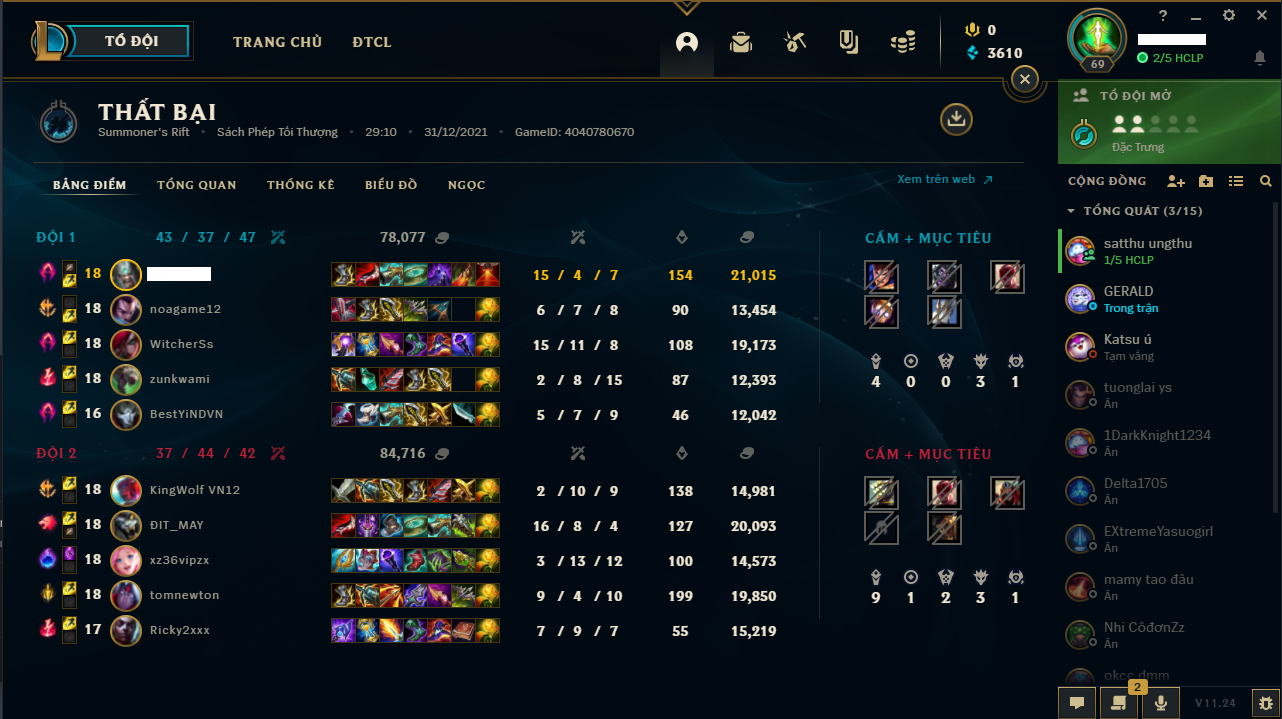 TỔ ĐỘI
TRANG CHỦ
ĐTCL
0
3610
?
69
2/5 HCLP
THẤT BẠI
Summoner's Rift • Sách Phép Tối Thượng • 29:10 • 31/12/2021 • GameID: 4040780670
BẢNG ĐIỂM
TỔNG QUAN
THỐNG KÊ
BIỂU ĐỒ
NGỌC
Xem trên web
ĐỘI 1 43 / 37 / 47 78,077
CẤM + MỤC TIÊU
18 15 / 4 / 7 154 21,015
18 noagame12 6 / 7 / 8 90 13,454
18 WitcherSs 15 / 11 / 8 108 19,173
18 zunkwami 2 / 8 / 15 87 12,393
16 BestYiNDVN 5 / 7 / 9 46 12,042
4 0 0 3 1
ĐỘI 2 37 / 44 / 42 84,716
CẤM + MỤC TIÊU
18 KingWolf VN12 2 / 10 / 9 138 14,981
18 ĐIT_MAY 16 / 8 / 4 127 20,093
18 xz36vipzx 3 / 13 / 12 100 14,573
18 tomnewton 9 / 4 / 10 199 19,850
17 Ricky2xxx 7 / 9 / 7 55 15,219
9 1 2 3 1
TỔ ĐỘI MỞ
Đặc Trưng
CỘNG ĐỒNG
TỔNG QUÁT (3/15)
satthu ungthu
1/5 HCLP
GERALD
Trong trận
Katsu ú
Tạm vắng
tuonglai ys
Ẩn
1DarkKnight1234
Ẩn
Delta1705
Ẩn
EXtremeYasuogirl
Ẩn
mamy tao đâu
Ẩn
Nhi CôđơnZz
Ẩn
okcc dmm
2
V11.24